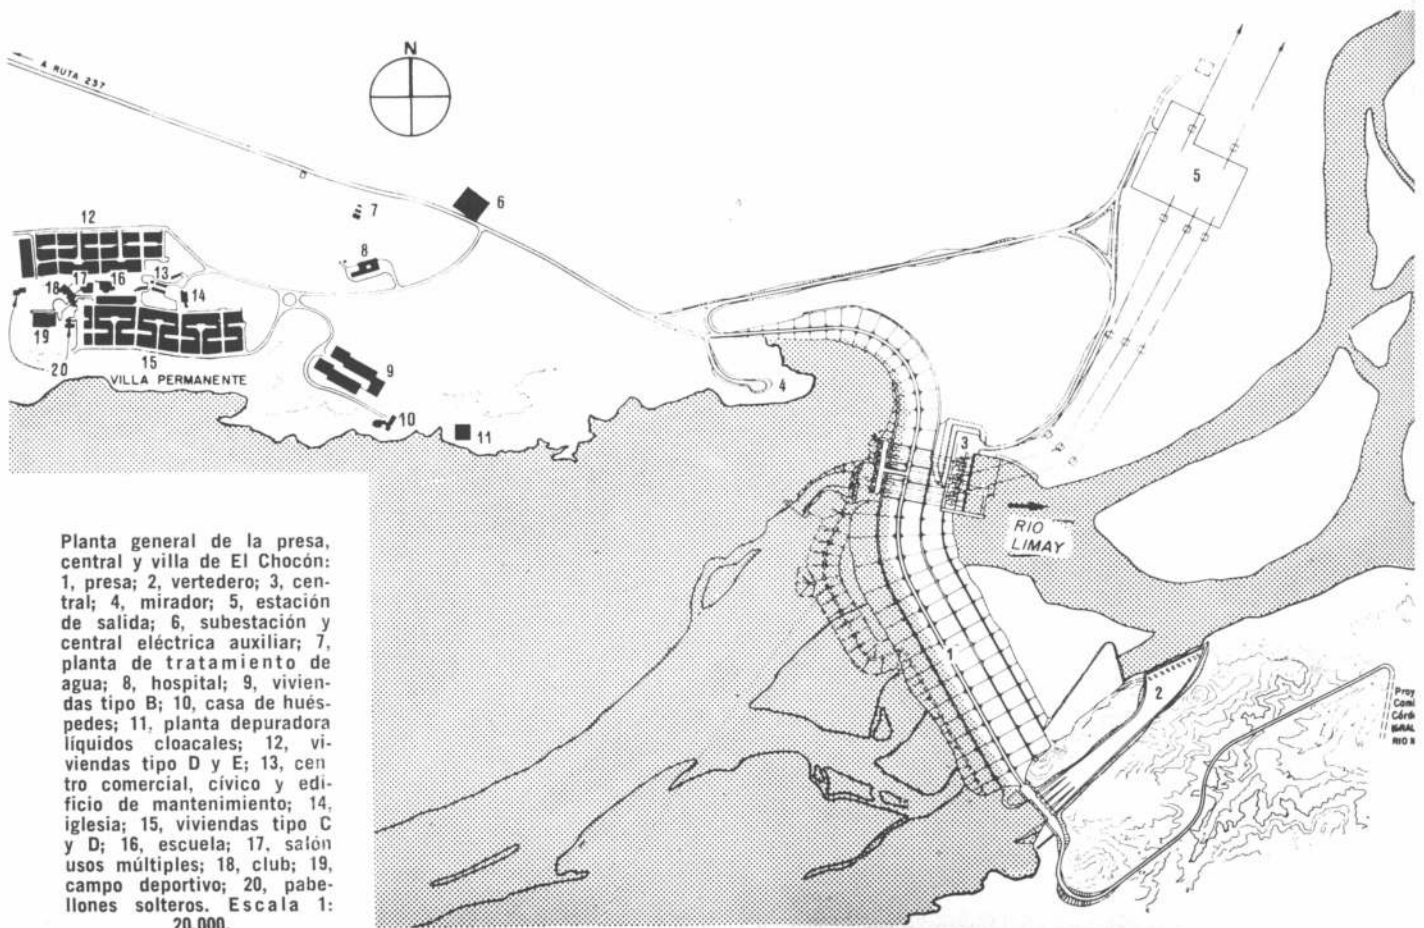 N
A RUTA 237
6
7
5
12
8
13
17
16
18
14
19
20
15
VILLA PERMANENTE
9
4
10
11
3
RIO
LIMAY
1
2
Planta general de la presa,
central y villa de El Chocón:
1, presa; 2, vertedero; 3, cen-
tral; 4, mirador; 5, estación
de salida; 6, subestación y
central eléctrica auxiliar; 7,
planta de tratamiento de
agua; 8, hospital; 9, vivien-
das tipo B; 10, casa de hués-
pedes; 11, planta depuradora
líquidos cloacales; 12, vi-
viendas tipo D y E; 13, cen
tro comercial, cívico y edi-
ficio de mantenimiento; 14,
iglesia; 15, viviendas tipo C
y D; 16, escuela; 17, salón
usos múltiples; 18, club; 19,
campo deportivo; 20, pabe-
llones solteros. Escala 1:
20.000.
Proy
Cami
RIO